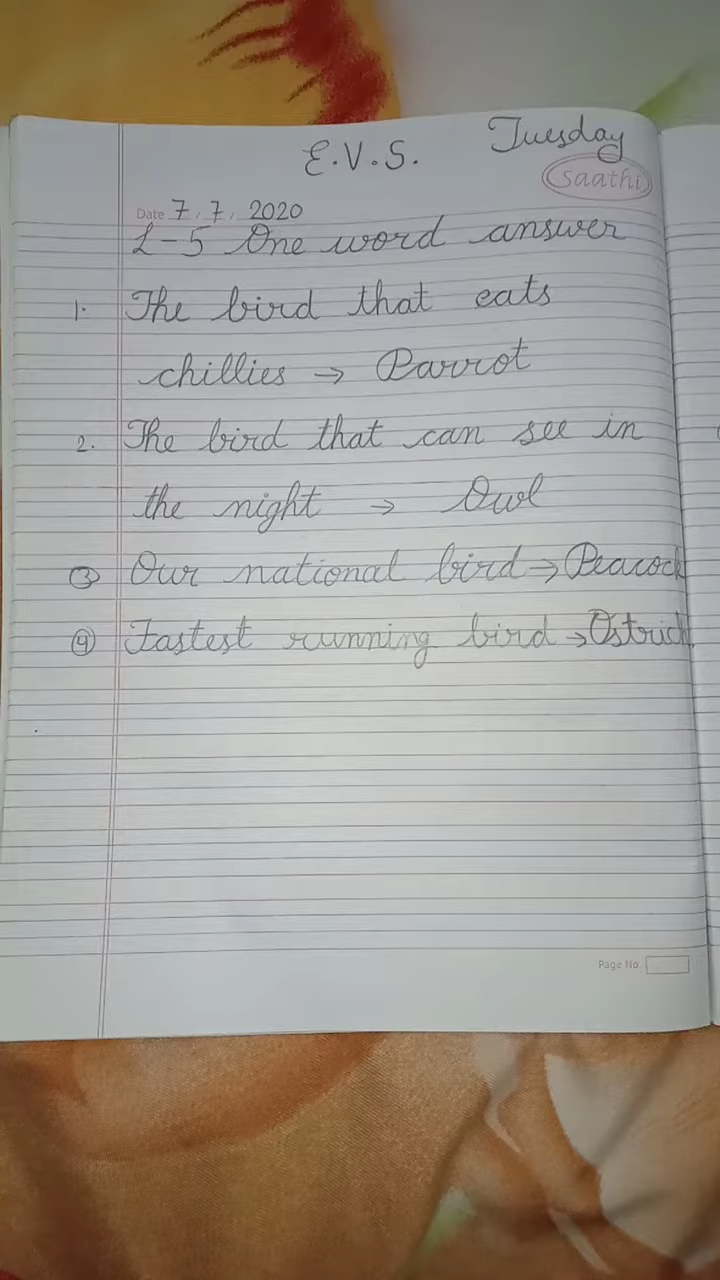 E.V.S. Tuesday
Saathi
Date 7, 7, 2020
L-5 One word answer
1. The bird that eats
chillies → Parrot
2. The bird that can see in
the night → Owl
③ Our national bird → Peacock
④ Fastest running bird → Ostrich
Page No.